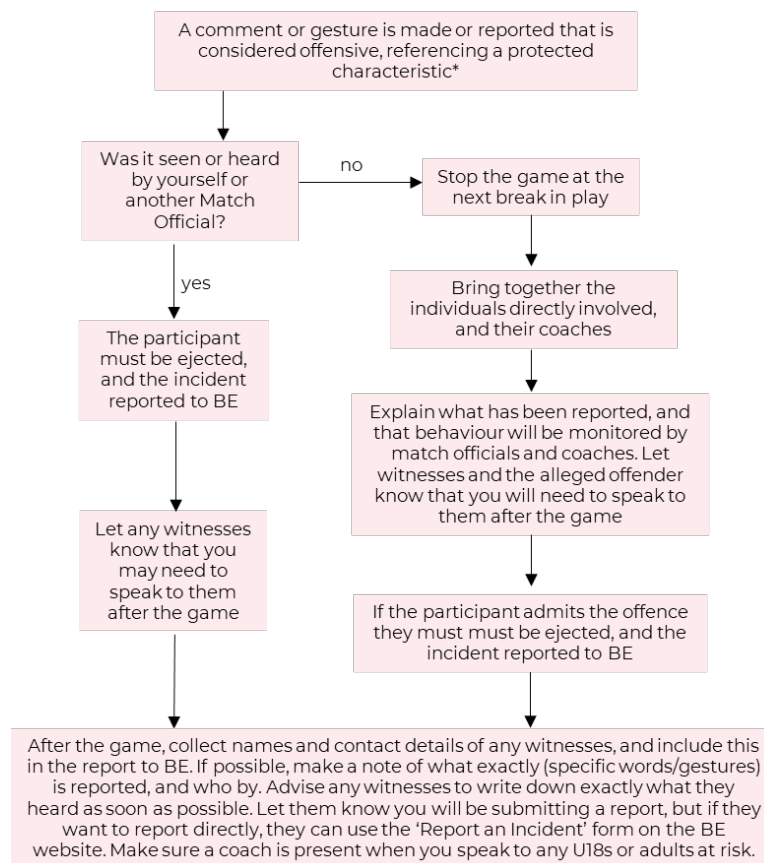 A comment or gesture is made or reported that is
considered offensive, referencing a protected
characteristic*
Was it seen or heard
by yourself or
another Match
Official?
no
Stop the game at the
next break in play
yes
Bring together the
individuals directly involved,
and their coaches
The participant
must be ejected,
and the incident
reported to BE
Explain what has been reported, and
that behaviour will be monitored by
match officials and coaches. Let
witnesses and the alleged offender
know that you will need to speak to
them after the game
Let any witnesses
know that you
may need to
speak to them
after the game
If the participant admits the offence
they must must be ejected, and the
incident reported to BE
After the game, collect names and contact details of any witnesses, and include this
in the report to BE. If possible, make a note of what exactly (specific words/gestures)
is reported, and who by. Advise any witnesses to write down exactly what they
heard as soon as possible. Let them know you will be submitting a report, but if they
want to report directly, they can use the ‘Report an Incident’ form on the BE
website. Make sure a coach is present when you speak to any U18s or adults at risk.